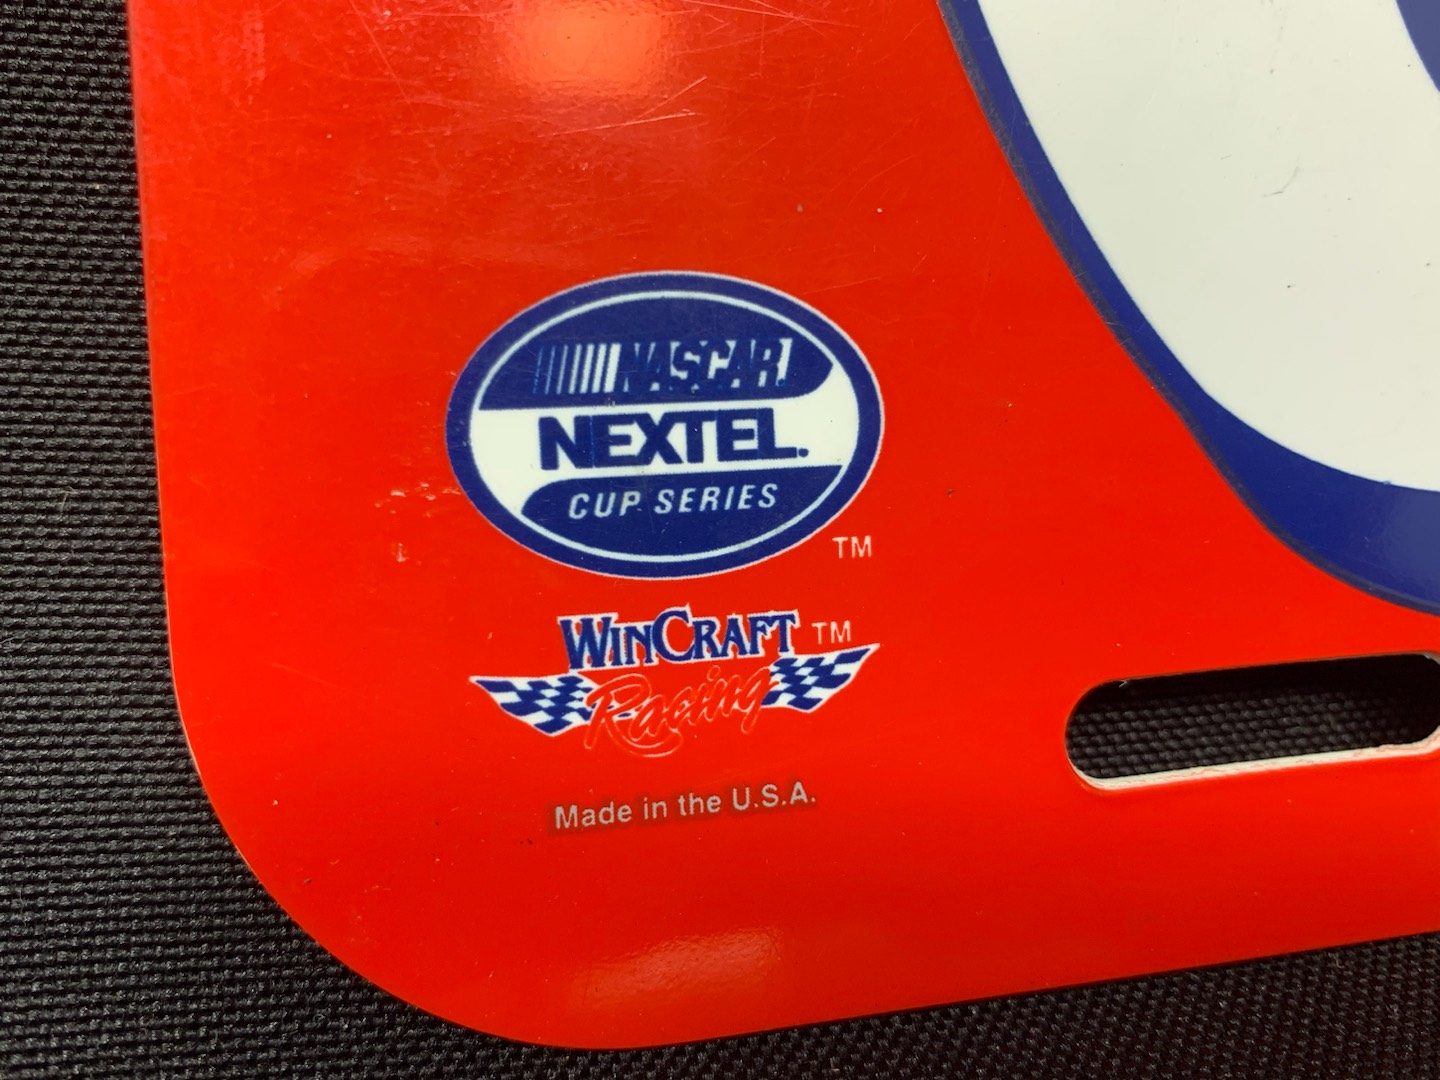 NASCAR.
NEXTEL.
CUP SERIES
TM
WINCRAFT TM
Racing
Made in the U.S.A.